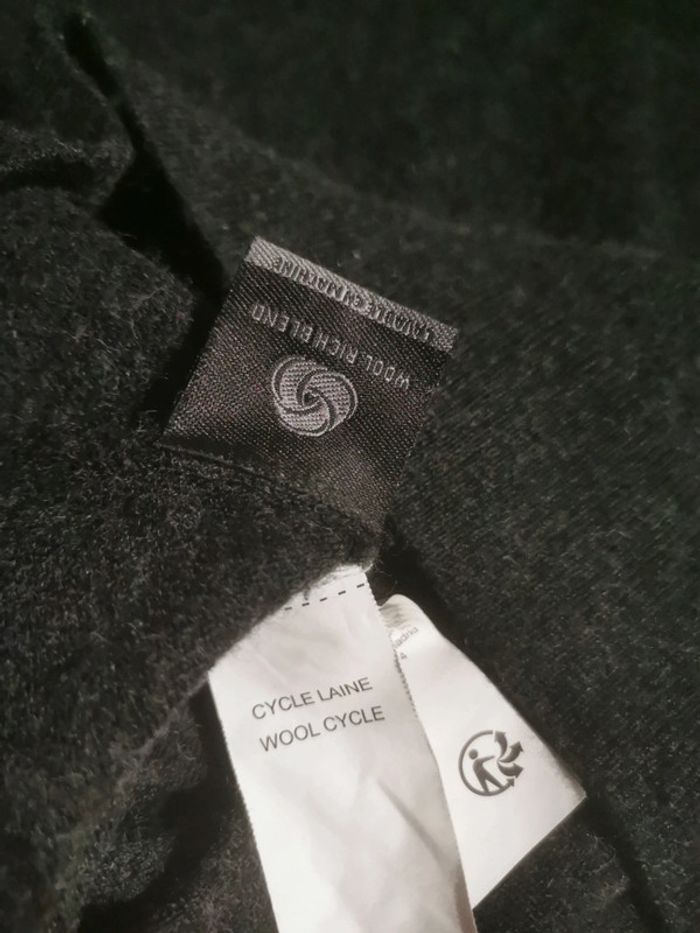 WOOL RICH BLEND
LAVABLE EN MACHINE
CYCLE LAINE
WOOL CYCLE